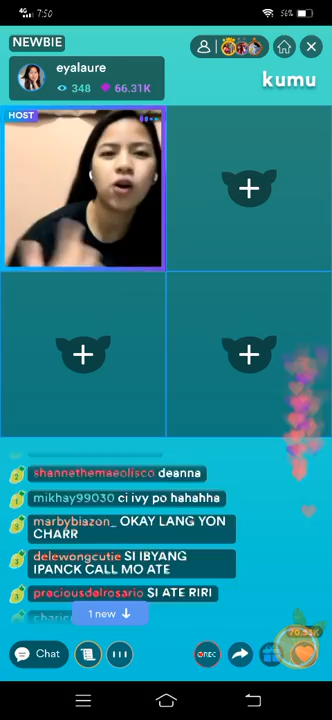 4G 7:50 56%
NEWBIE
eyalaure
348 66.31K
kumu
HOST
shannethemaeolisco deanna
mikhay99030 ci ivy po hahahha
marbybiazon_ OKAY LANG YON
CHARR
delewongcutie SI IBYANG
IPANCK CALL MO ATE
preciousdelrosario SI ATE RIRI
1 new
Chat
REC